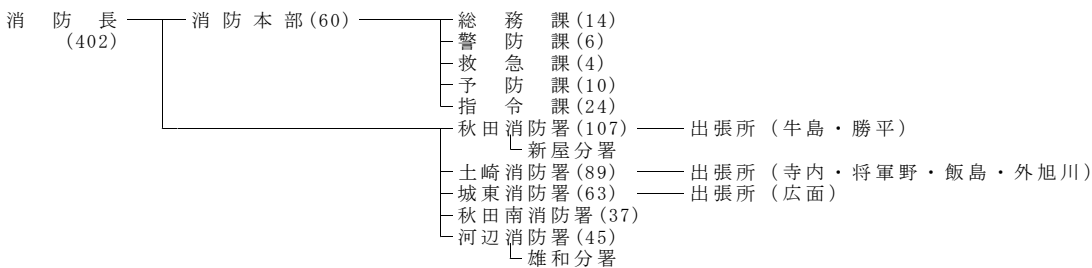 消防長 消防本部(60) 総務課(14)
(402) 警防課(6)
救急課(4)
予防課(10)
指令課(24)
秋田消防署(107) 出張所（牛島・勝平）
新屋分署
土崎消防署(89) 出張所（寺内・将軍野・飯島・外旭川）
城東消防署(63) 出張所（広面）
秋田南消防署(37)
河辺消防署(45)
雄和分署